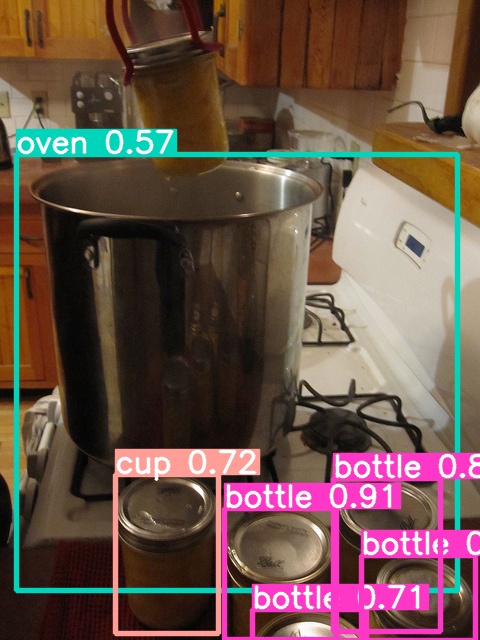 oven 0.57
cup 0.72
bottle 0.8
bottle 0.91
bottle 0
bottle 0.71